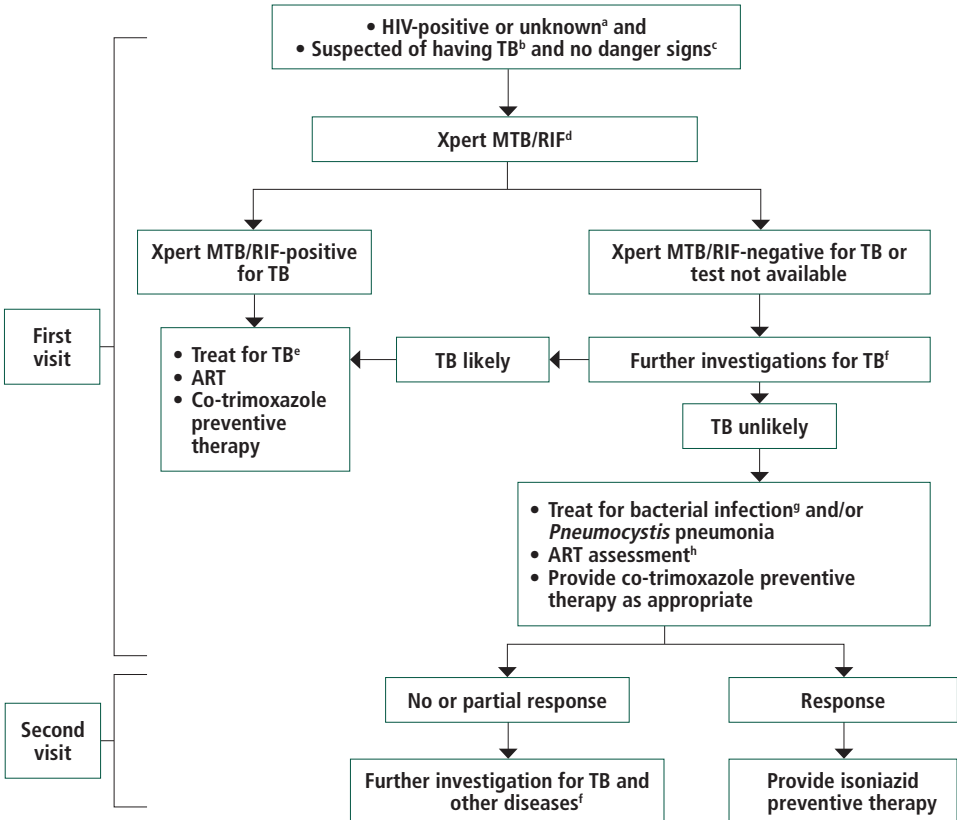 • HIV-positive or unknownᵃ and
• Suspected of having TBᵇ and no danger signsᶜ
Xpert MTB/RIFᵈ
Xpert MTB/RIF-positive
for TB
Xpert MTB/RIF-negative for TB or
test not available
First
visit
• Treat for TBᵉ
• ART
• Co-trimoxazole
preventive
therapy
TB likely
Further investigations for TBᶠ
TB unlikely
• Treat for bacterial infectionᵍ and/or
Pneumocystis pneumonia
• ART assessmentʰ
• Provide co-trimoxazole preventive
therapy as appropriate
Second
visit
No or partial response
Response
Further investigation for TB and
other diseasesᶠ
Provide isoniazid
preventive therapy